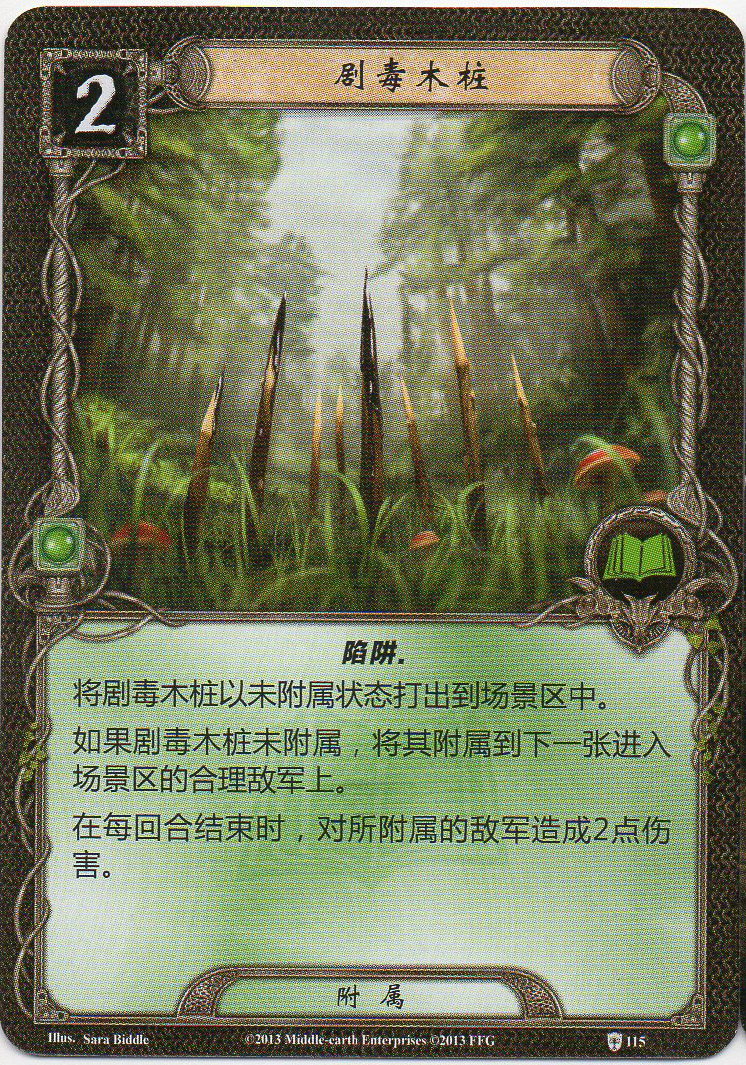 2
剧毒木桩
陷阱.
将剧毒木桩以未附属状态打出到场景区中。
如果剧毒木桩未附属，将其附属到下一张进入
场景区的合理敌军上。
在每回合结束时，对所附属的敌军造成2点伤
害。
附属
Illus. Sara Biddle ©2013 Middle-earth Enterprises ©2013 FFG 115